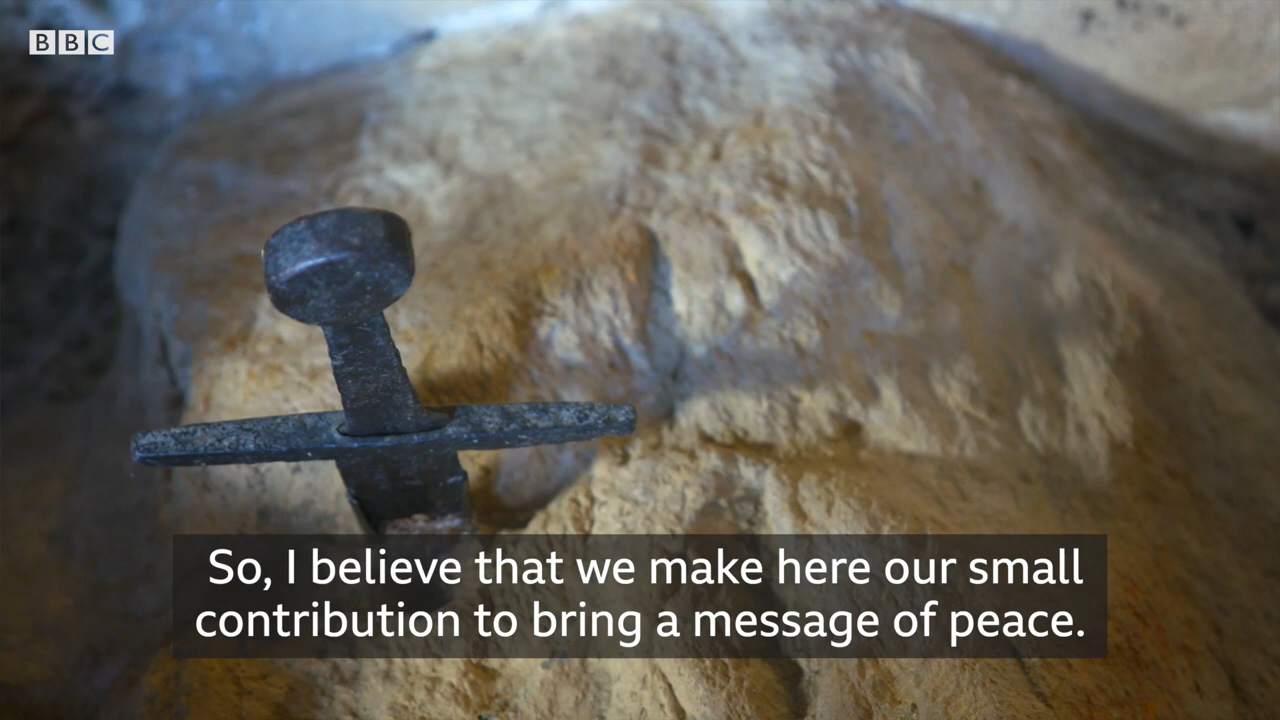 BBC
So, I believe that we make here our small
contribution to bring a message of peace.